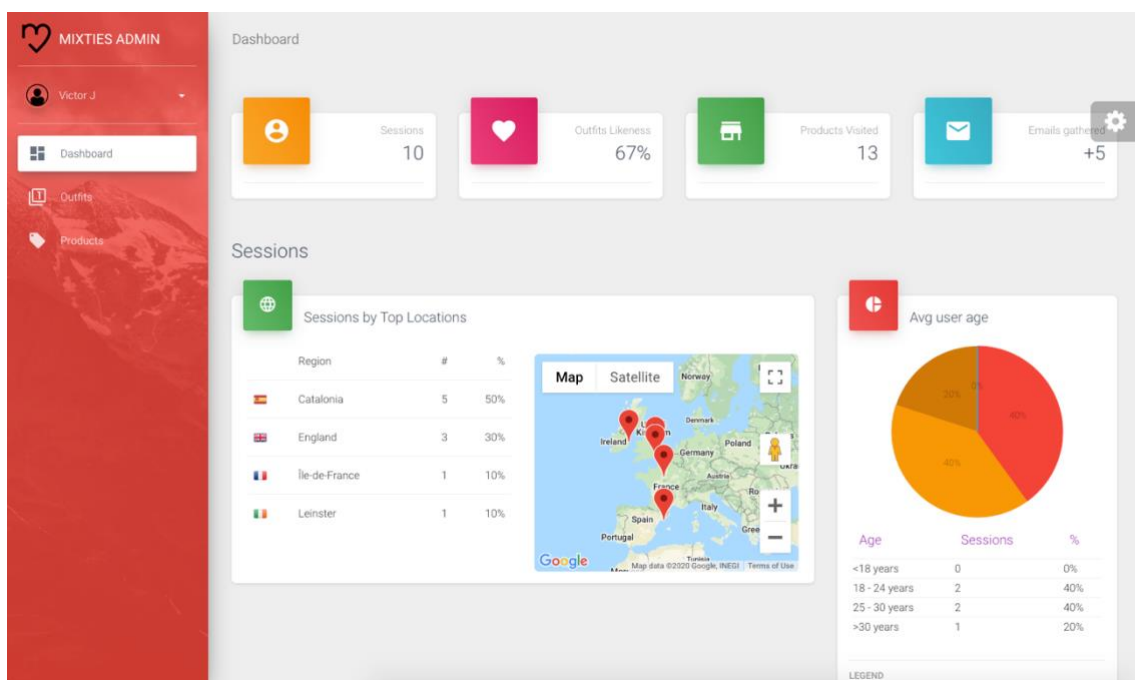 MIXTIES ADMIN
Victor J
Dashboard
Outfits
Products
Dashboard
Sessions
10
Outfits Likeness
67%
Products Visited
13
Emails gathered
+5
Sessions
Sessions by Top Locations
Region # %
Catalonia 5 50%
England 3 30%
Île-de-France 1 10%
Leinster 1 10%
Map Satellite
Norway
Denmark
Ireland
Poland
Germany
Austria
France
Italy
Spain
Portugal
Tunisia
Google
Map data ©2020 Google, INEGI Terms of Use
Avg user age
20% 0% 40%
40%
Age Sessions %
<18 years 0 0%
18 - 24 years 2 40%
25 - 30 years 2 40%
>30 years 1 20%
LEGEND